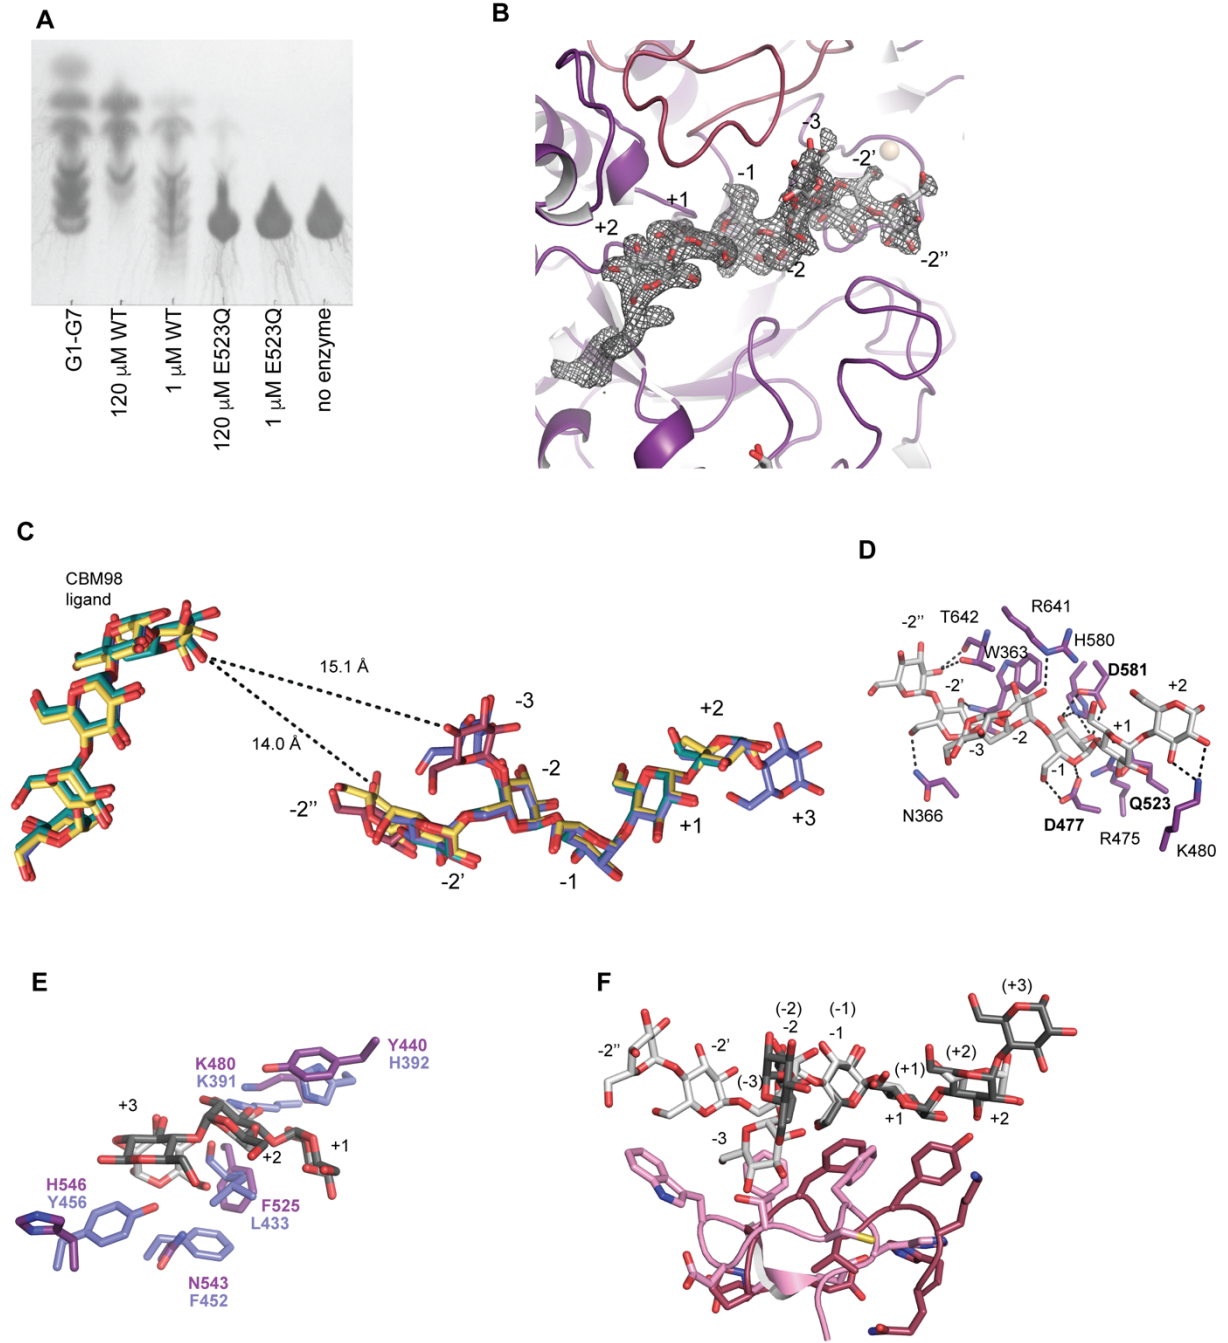 A
G1-G7
120 μM WT
1 μM WT
120 μM E523Q
1 μM E523Q
no enzyme
B
-3
-2’
-1
+1
+2
-2
-2’’
C
CBM98
ligand
15.1 Å
14.0 Å
-3
+2
-2
-2’’
+1
+3
-2’
-1
D
R641
T642
H580
-2’’
W363
D581
-2’
+2
+1
-3
-2
-1
Q523
N366
D477
R475
K480
E
Y440
H392
K480
K391
+3
+1
+2
H546
Y456
F525
L433
N543
F452
F
(+3)
(-2)
(-1)
-2
-1
-2’’
-2’
(+2)
(+1)
(-3)
+1
+2
-3